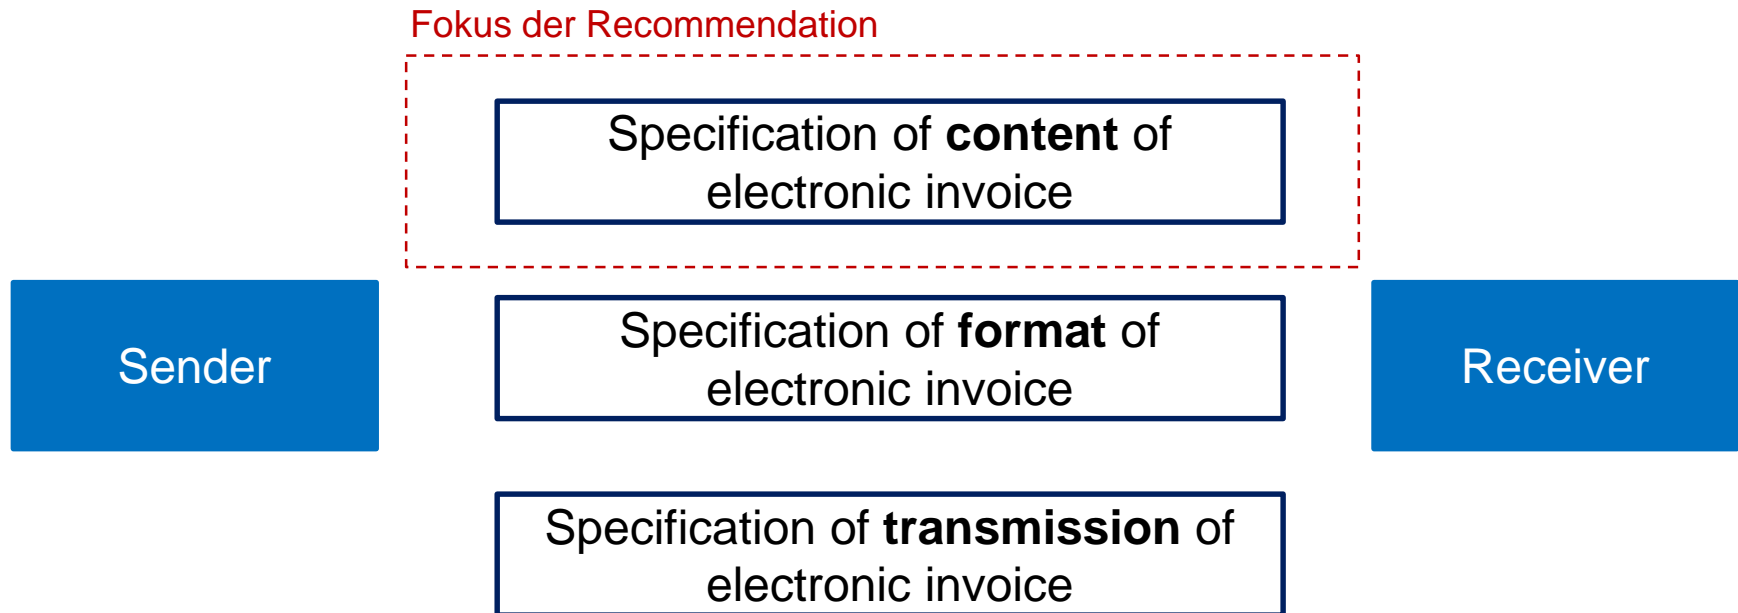 Fokus der Recommendation
Specification of content of
electronic invoice
Sender
Specification of format of
electronic invoice
Receiver
Specification of transmission of
electronic invoice